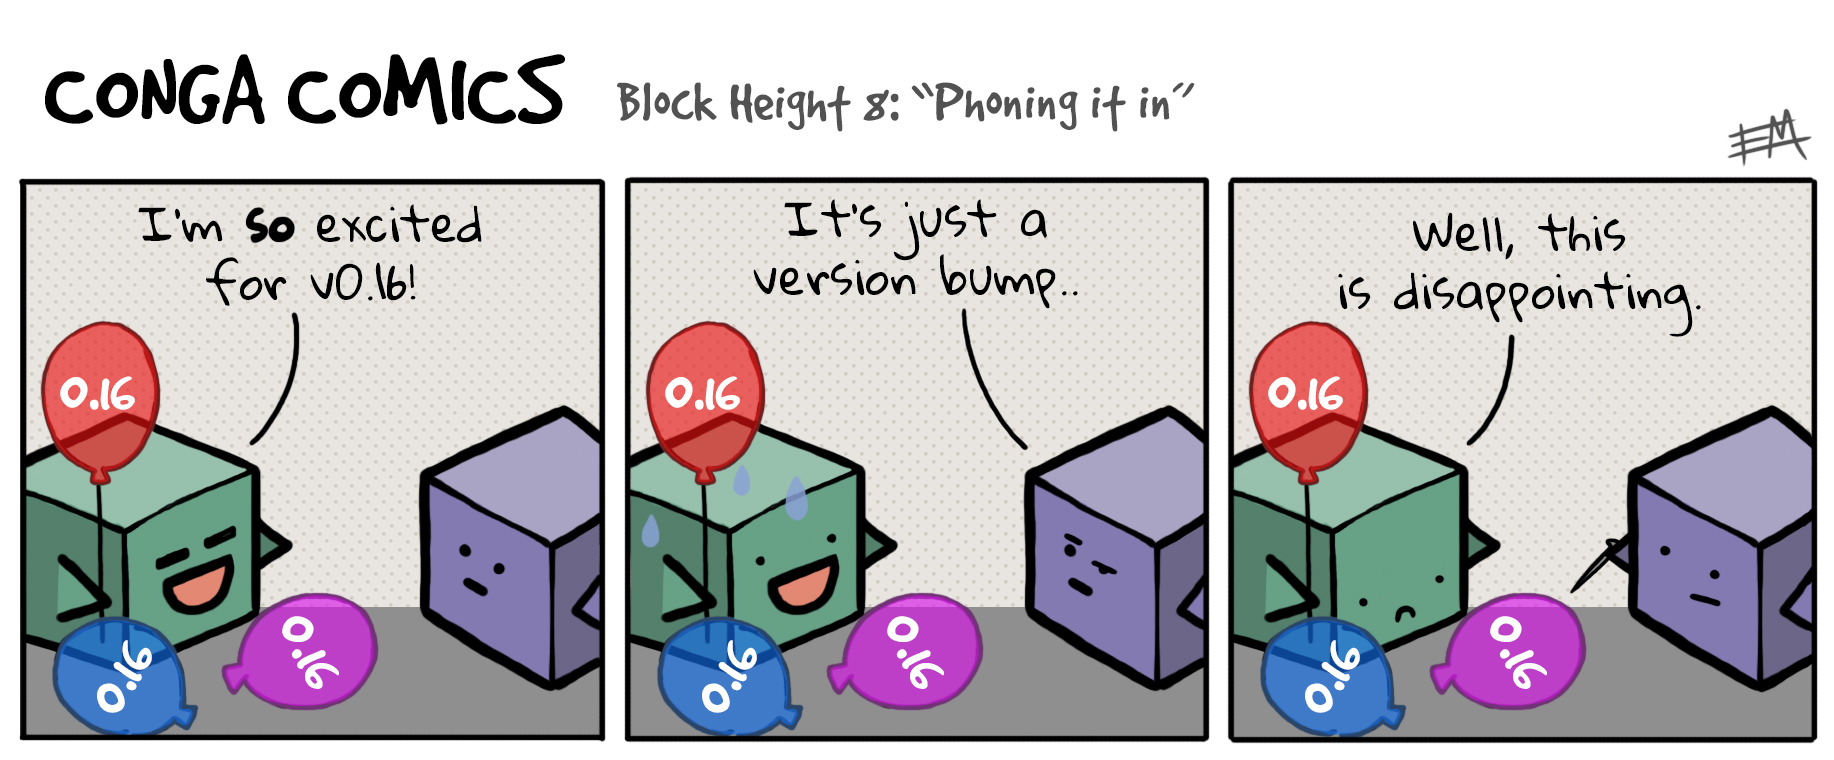 CONGA COMICS
Block Height 8: “Phoning it in”
EM
I'm so excited
for v0.16!
0.16
0.16
0.16
It's just a
version bump..
0.16
0.16
0.16
Well, this
is disappointing.
0.16
0.16
0.16